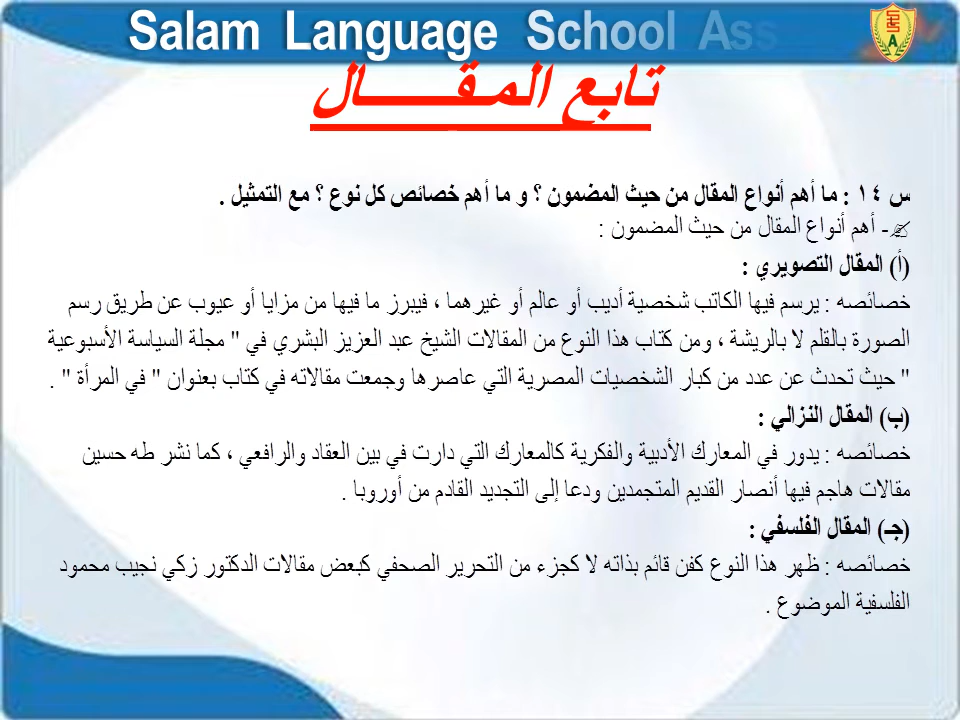 Salam Language School Ass
تابع المقـــــــال
س ١٤ : ما أهم أنواع المقال من حيث المضمون ؟ و ما أهم خصائص كل نوع ؟ مع التمثيل .
- أهم أنواع المقال من حيث المضمون :
(أ) المقال التصويري :
خصائصه : يرسم فيها الكاتب شخصية أديب أو عالم أو غيرهما ، فيبرز ما فيها من مزايا أو عيوب عن طريق رسم
الصورة بالقلم لا بالريشة ، ومن كتاب هذا النوع من المقالات الشيخ عبد العزيز البشري في " مجلة السياسة الأسبوعية
" حيث تحدث عن عدد من كبار الشخصيات المصرية التي عاصرها وجمعت مقالاته في كتاب بعنوان " في المرأة " .
(ب) المقال النزالي :
خصائصه : يدور في المعارك الأدبية والفكرية كالمعارك التي دارت في بين العقاد والرافعي ، كما نشر طه حسين
مقالات هاجم فيها أنصار القديم المتجمدين ودعا إلى التجديد القادم من أوروبا .
(جـ) المقال الفلسفي :
خصائصه : ظهر هذا النوع كفن قائم بذاته لا كجزء من التحرير الصحفي كبعض مقالات الدكتور زكي نجيب محمود
الفلسفية الموضوع .